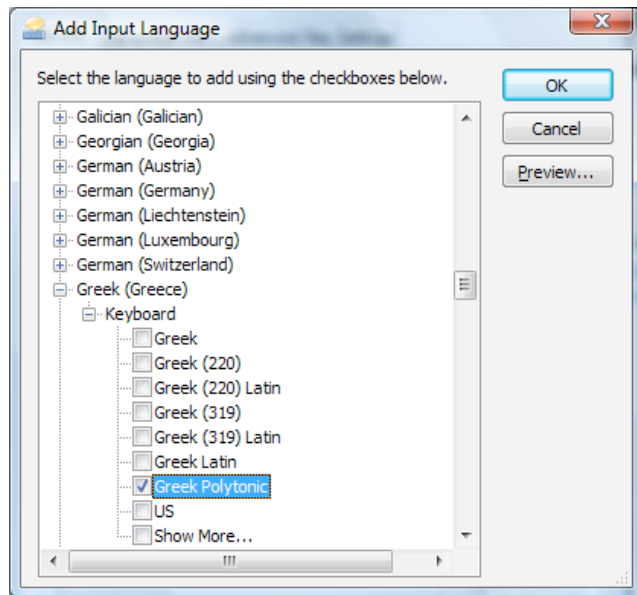 Add Input Language
Select the language to add using the checkboxes below.
OK
Cancel
Preview...
Galician (Galician)
Georgian (Georgia)
German (Austria)
German (Germany)
German (Liechtenstein)
German (Luxembourg)
German (Switzerland)
Greek (Greece)
Keyboard
Greek
Greek (220)
Greek (220) Latin
Greek (319)
Greek (319) Latin
Greek Latin
Greek Polytonic
US
Show More...